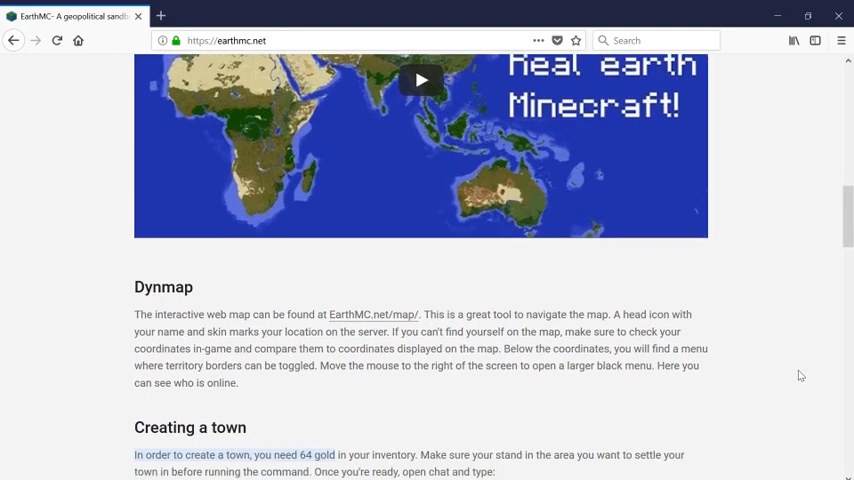 EarthMC- A geopolitical sandb
https://earthmc.net
Search
Real earth
Minecraft!
Dynmap
The interactive web map can be found at EarthMC.net/map/. This is a great tool to navigate the map. A head icon with
your name and skin marks your location on the server. If you can't find yourself on the map, make sure to check your
coordinates in-game and compare them to coordinates displayed on the map. Below the coordinates, you will find a menu
where territory borders can be toggled. Move the mouse to the right of the screen to open a larger black menu. Here you
can see who is online.
Creating a town
In order to create a town, you need 64 gold in your inventory. Make sure your stand in the area you want to settle your
town in before running the command. Once you're ready, open chat and type: